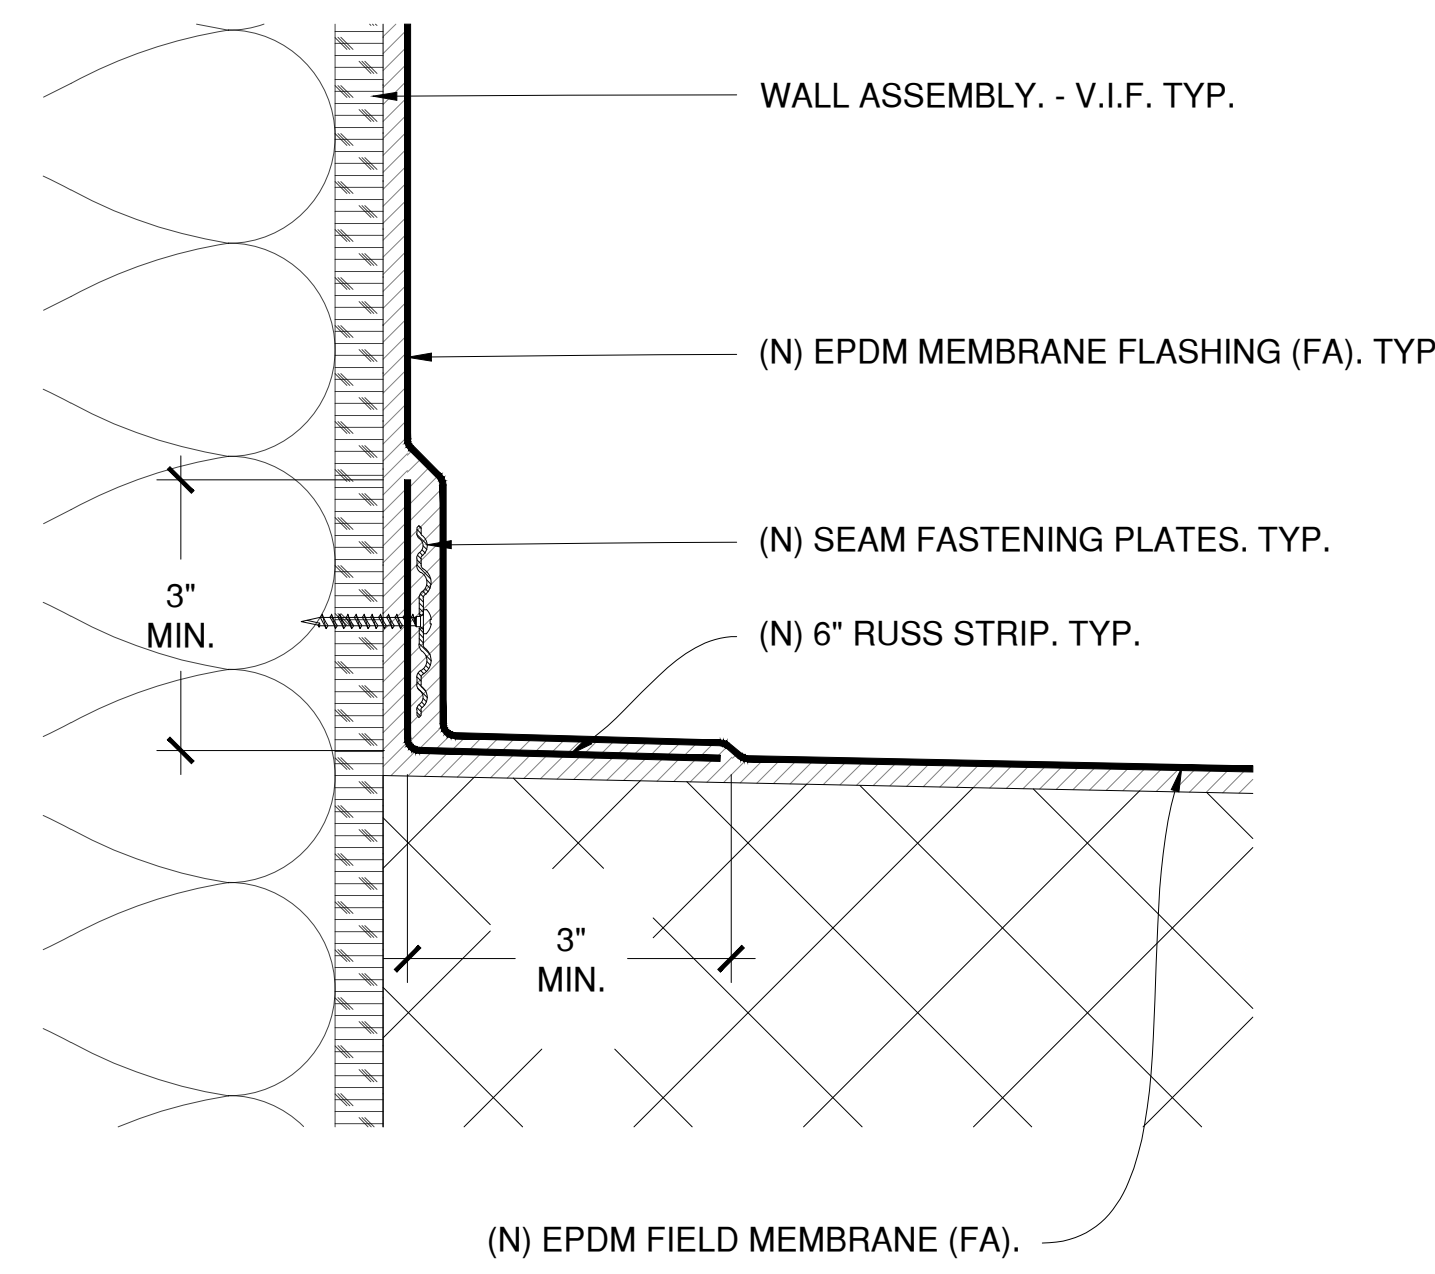 WALL ASSEMBLY. - V.I.F. TYP.
(N) EPDM MEMBRANE FLASHING (FA). TYP
(N) SEAM FASTENING PLATES. TYP.
3"
MIN.
(N) 6" RUSS STRIP. TYP.
3"
MIN.
(N) EPDM FIELD MEMBRANE (FA).